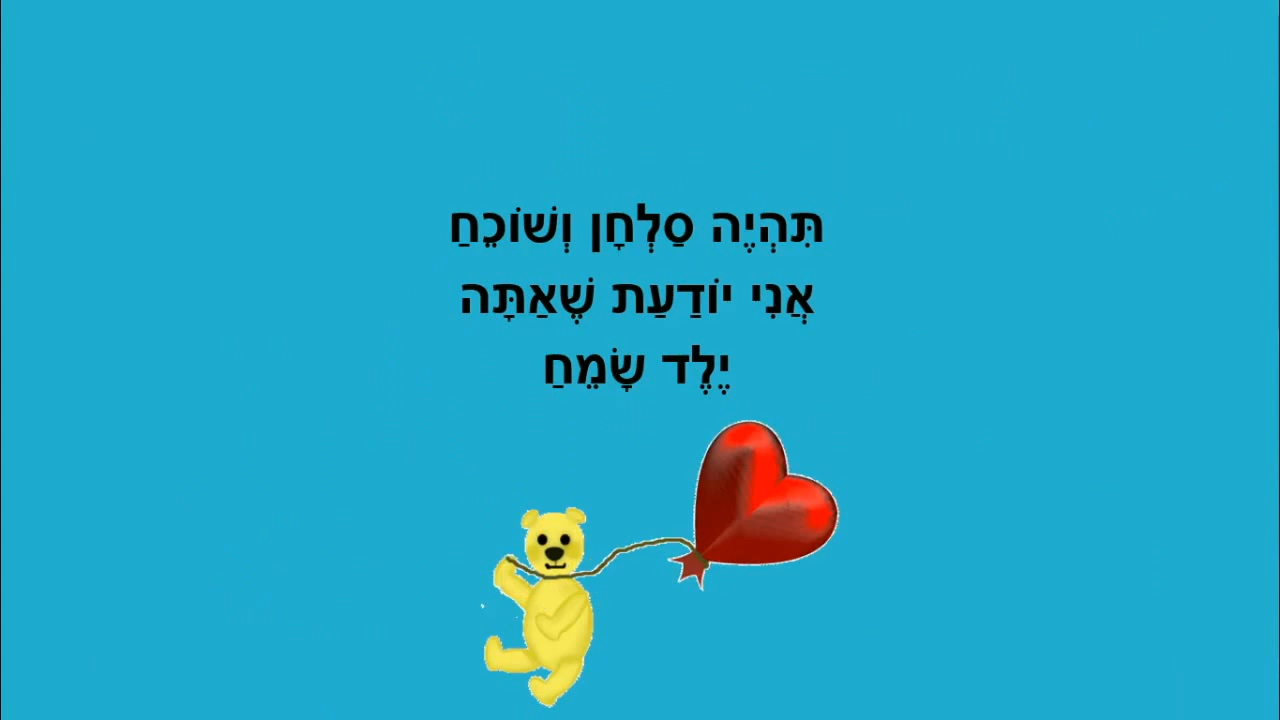 תִּהְיֶה סַלְחָן וְשׁוֹכֵחַ
אֲנִי יוֹדַעַת שֶׁאַתָּה
יֶלֶד שָׂמֵחַ